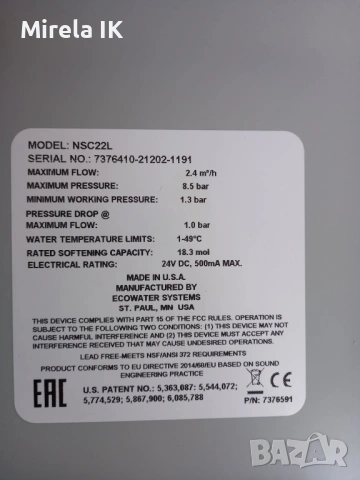 Mirela IK
MODEL: NSC22L
SERIAL NO.: 7376410-21202-1191
MAXIMUM FLOW: 2.4 m³/h
MAXIMUM PRESSURE: 8.5 bar
MINIMUM WORKING PRESSURE: 1.3 bar
PRESSURE DROP @
MAXIMUM FLOW: 1.0 bar
WATER TEMPERATURE LIMITS: 1-49°C
RATED SOFTENING CAPACITY: 18.3 mol
ELECTRICAL RATING: 24V DC, 500mA MAX.
MADE IN U.S.A.
MANUFACTURED BY
ECOWATER SYSTEMS
ST. PAUL, MN USA
THIS DEVICE COMPLIES WITH PART 15 OF THE FCC RULES. OPERATION IS
SUBJECT TO THE FOLLOWING TWO CONDITIONS: (1) THIS DEVICE MAY NOT
CAUSE HARMFUL INTERFERENCE AND (2) THIS DEVICE MUST ACCEPT ANY
INTERFERENCE RECEIVED, INCLUDING INTERFERENCE THAT MAY
CAUSE UNDESIRED OPERATION.
LEAD FREE-MEETS NSF/ANSI 372 REQUIREMENTS
PRODUCT CONFORMS TO EU DIRECTIVE 2014/68/EU BASED ON SOUND
ENGINEERING PRACTICE
EAC
U.S. PATENT NO.: 5,363,087; 5,544,072;
5,774,529; 5,867,900; 6,085,788
P/N: 7376591
bazar.bg